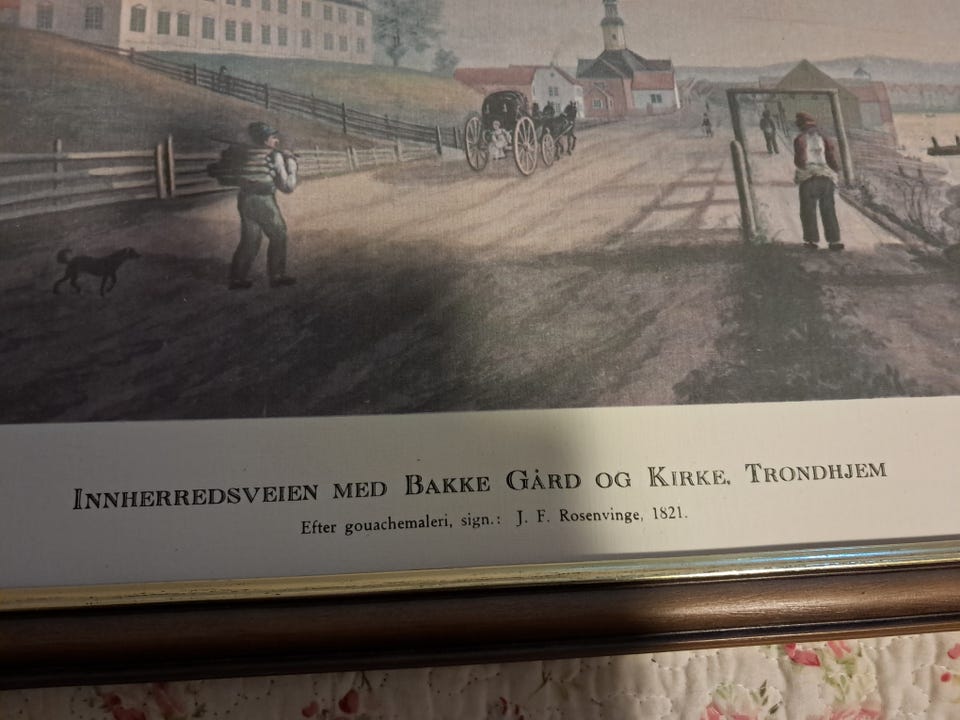 Innherredsveien med Bakke Gård og Kirke, Trondhjem
Efter gouachemaleri, sign.: J. F. Rosenvinge, 1821.